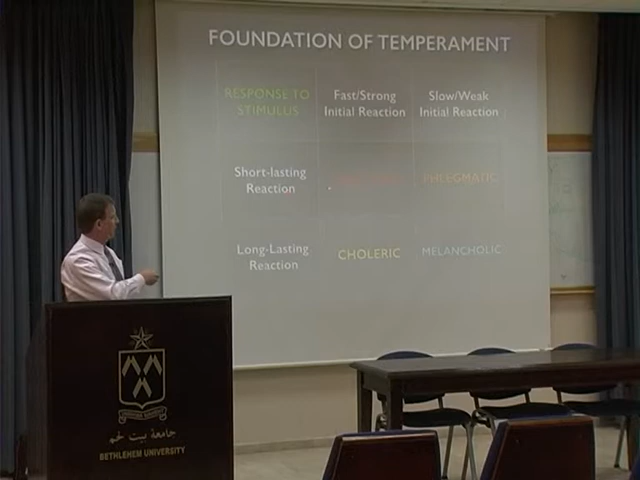 FOUNDATION OF TEMPERAMENT
RESPONSE TO
STIMULUS
Fast/Strong
Initial Reaction
Slow/Weak
Initial Reaction
Short-lasting
Reaction
PHLEGMATIC
Long-Lasting
Reaction
CHOLERIC
MELANCHOLIC
جامعة بيت لحم
BETHLEHEM UNIVERSITY